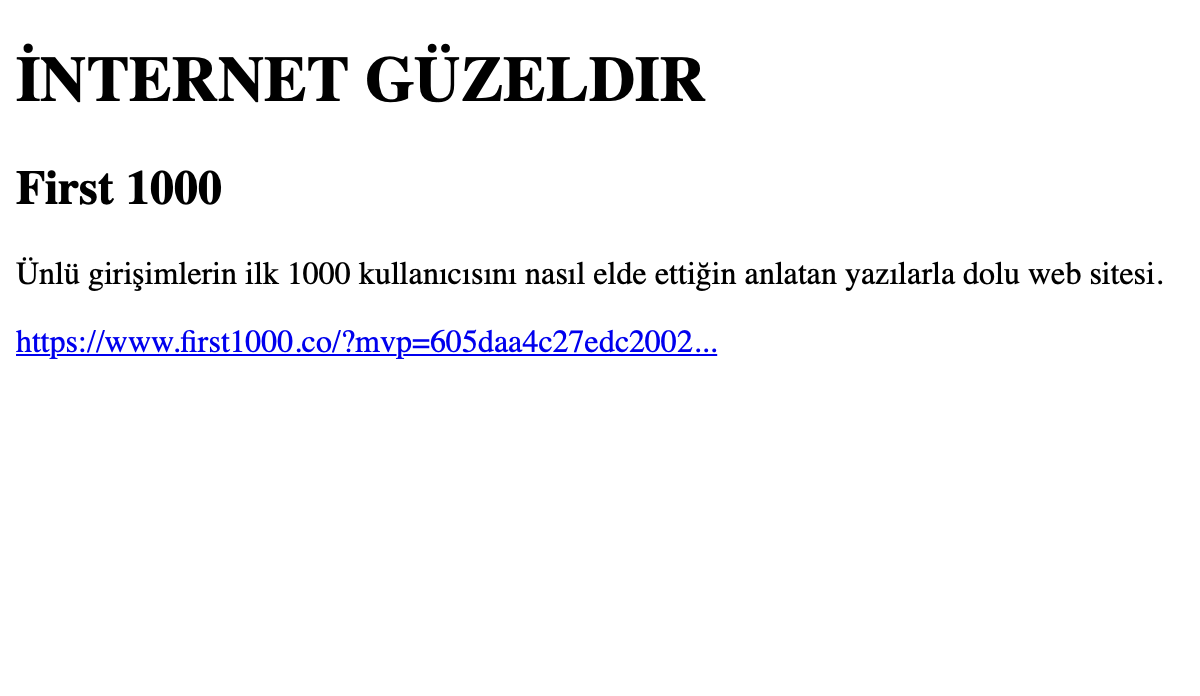 İNTERNET GÜZELDIR
First 1000
Ünlü girişimlerin ilk 1000 kullanıcısını nasıl elde ettiğin anlatan yazılarla dolu web sitesi.
https://www.first1000.co/?mvp=605daa4c27edc2002...